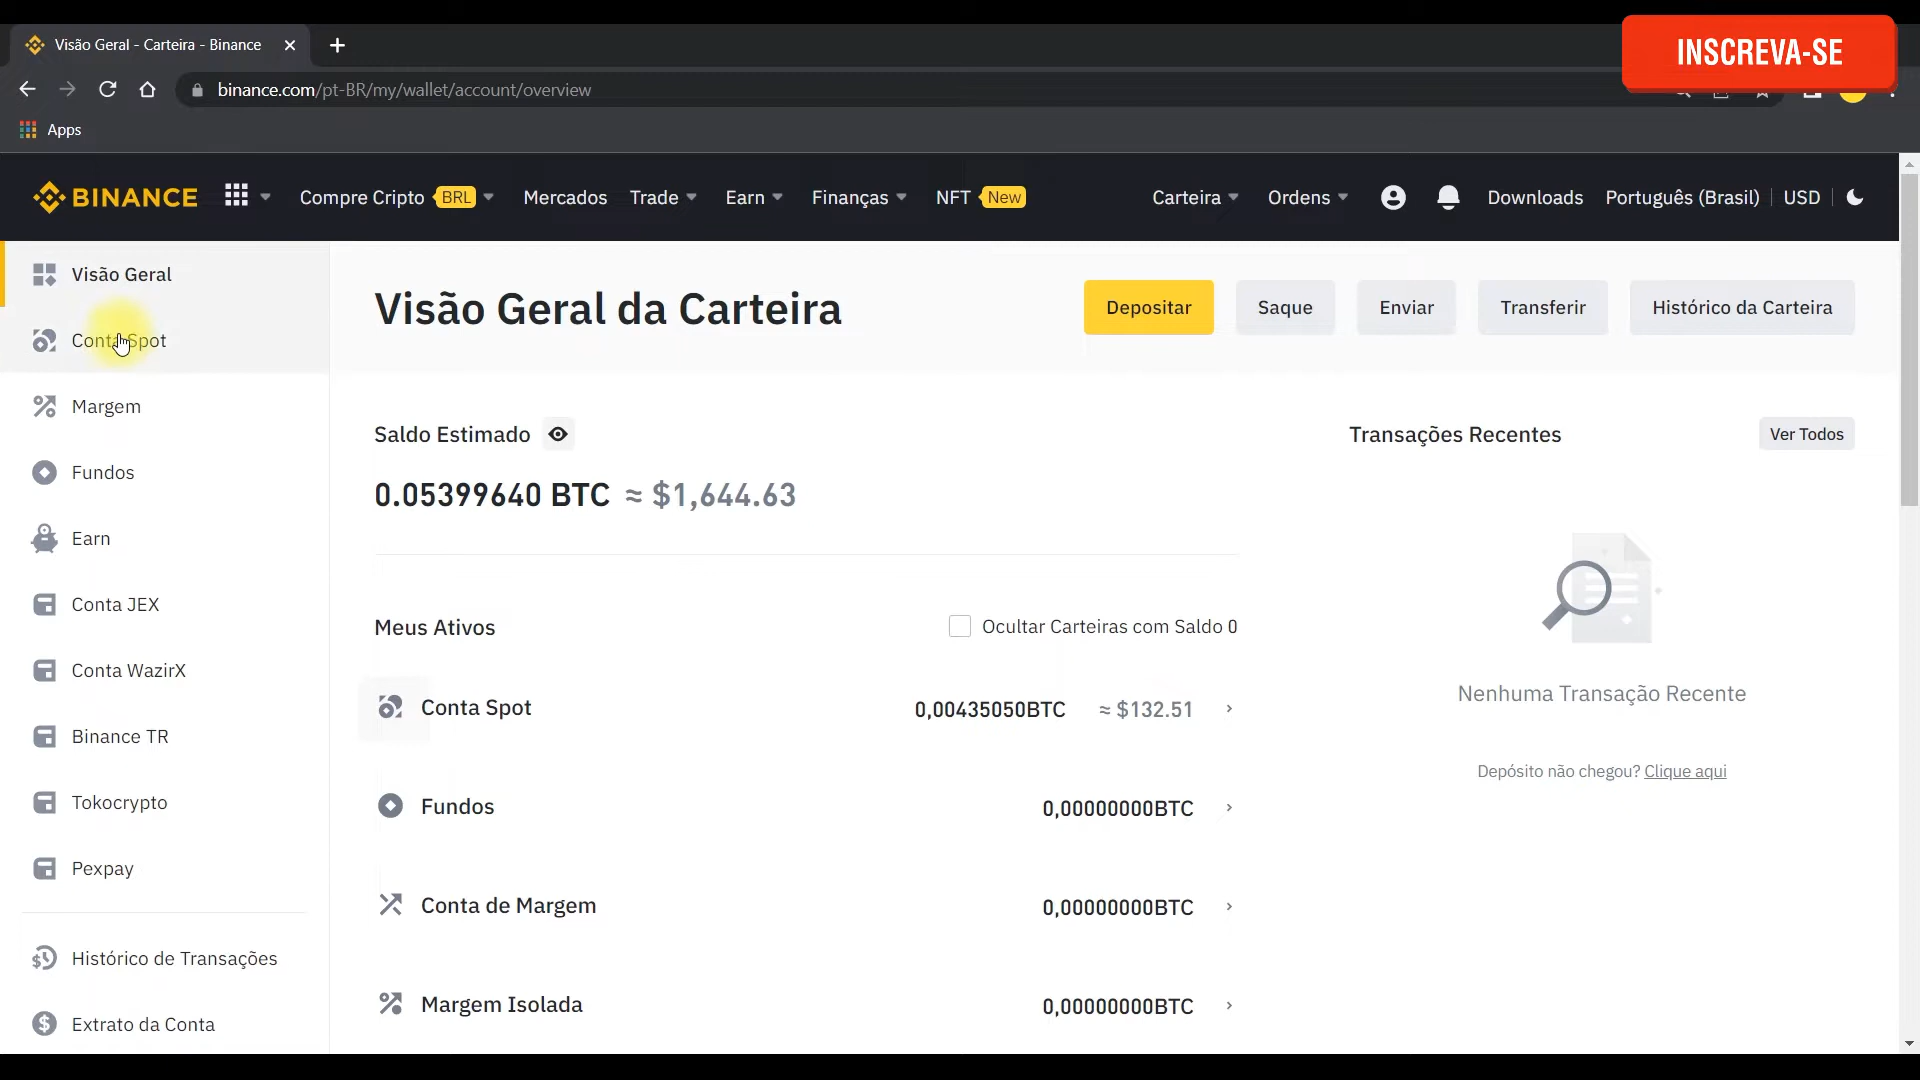 Visão Geral - Carteira - Binance
INSCREVA-SE
binance.com/pt-BR/my/wallet/account/overview
Apps
BINANCE Compre Cripto BRL Mercados Trade Earn Finanças NFT New Carteira Ordens Downloads Português (Brasil) USD
Visão Geral
Conta Spot
Margem
Fundos
Earn
Conta JEX
Conta WazirX
Binance TR
Tokocrypto
Pexpay
Histórico de Transações
Extrato da Conta
Visão Geral da Carteira
Depositar Saque Enviar Transferir Histórico da Carteira
Saldo Estimado
0.05399640 BTC ≈ $1,644.63
Meus Ativos Ocultar Carteiras com Saldo 0
Conta Spot 0,00435050BTC ≈ $132.51
Fundos 0,00000000BTC
Conta de Margem 0,00000000BTC
Margem Isolada 0,00000000BTC
Transações Recentes Ver Todos
Nenhuma Transação Recente
Depósito não chegou? Clique aqui